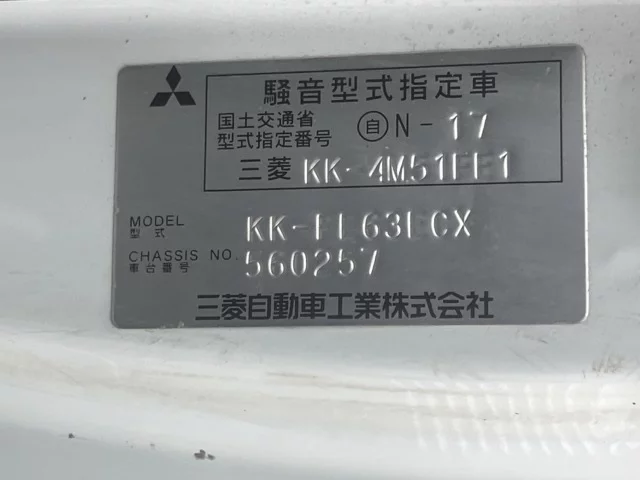 騒音型式指定車
国土交通省
型式指定番号 自 N-17
三菱 KK-4M51EE1
MODEL
型式 KK-FE63ECX
CHASSIS NO.
車台番号 560257
三菱自動車工業株式会社